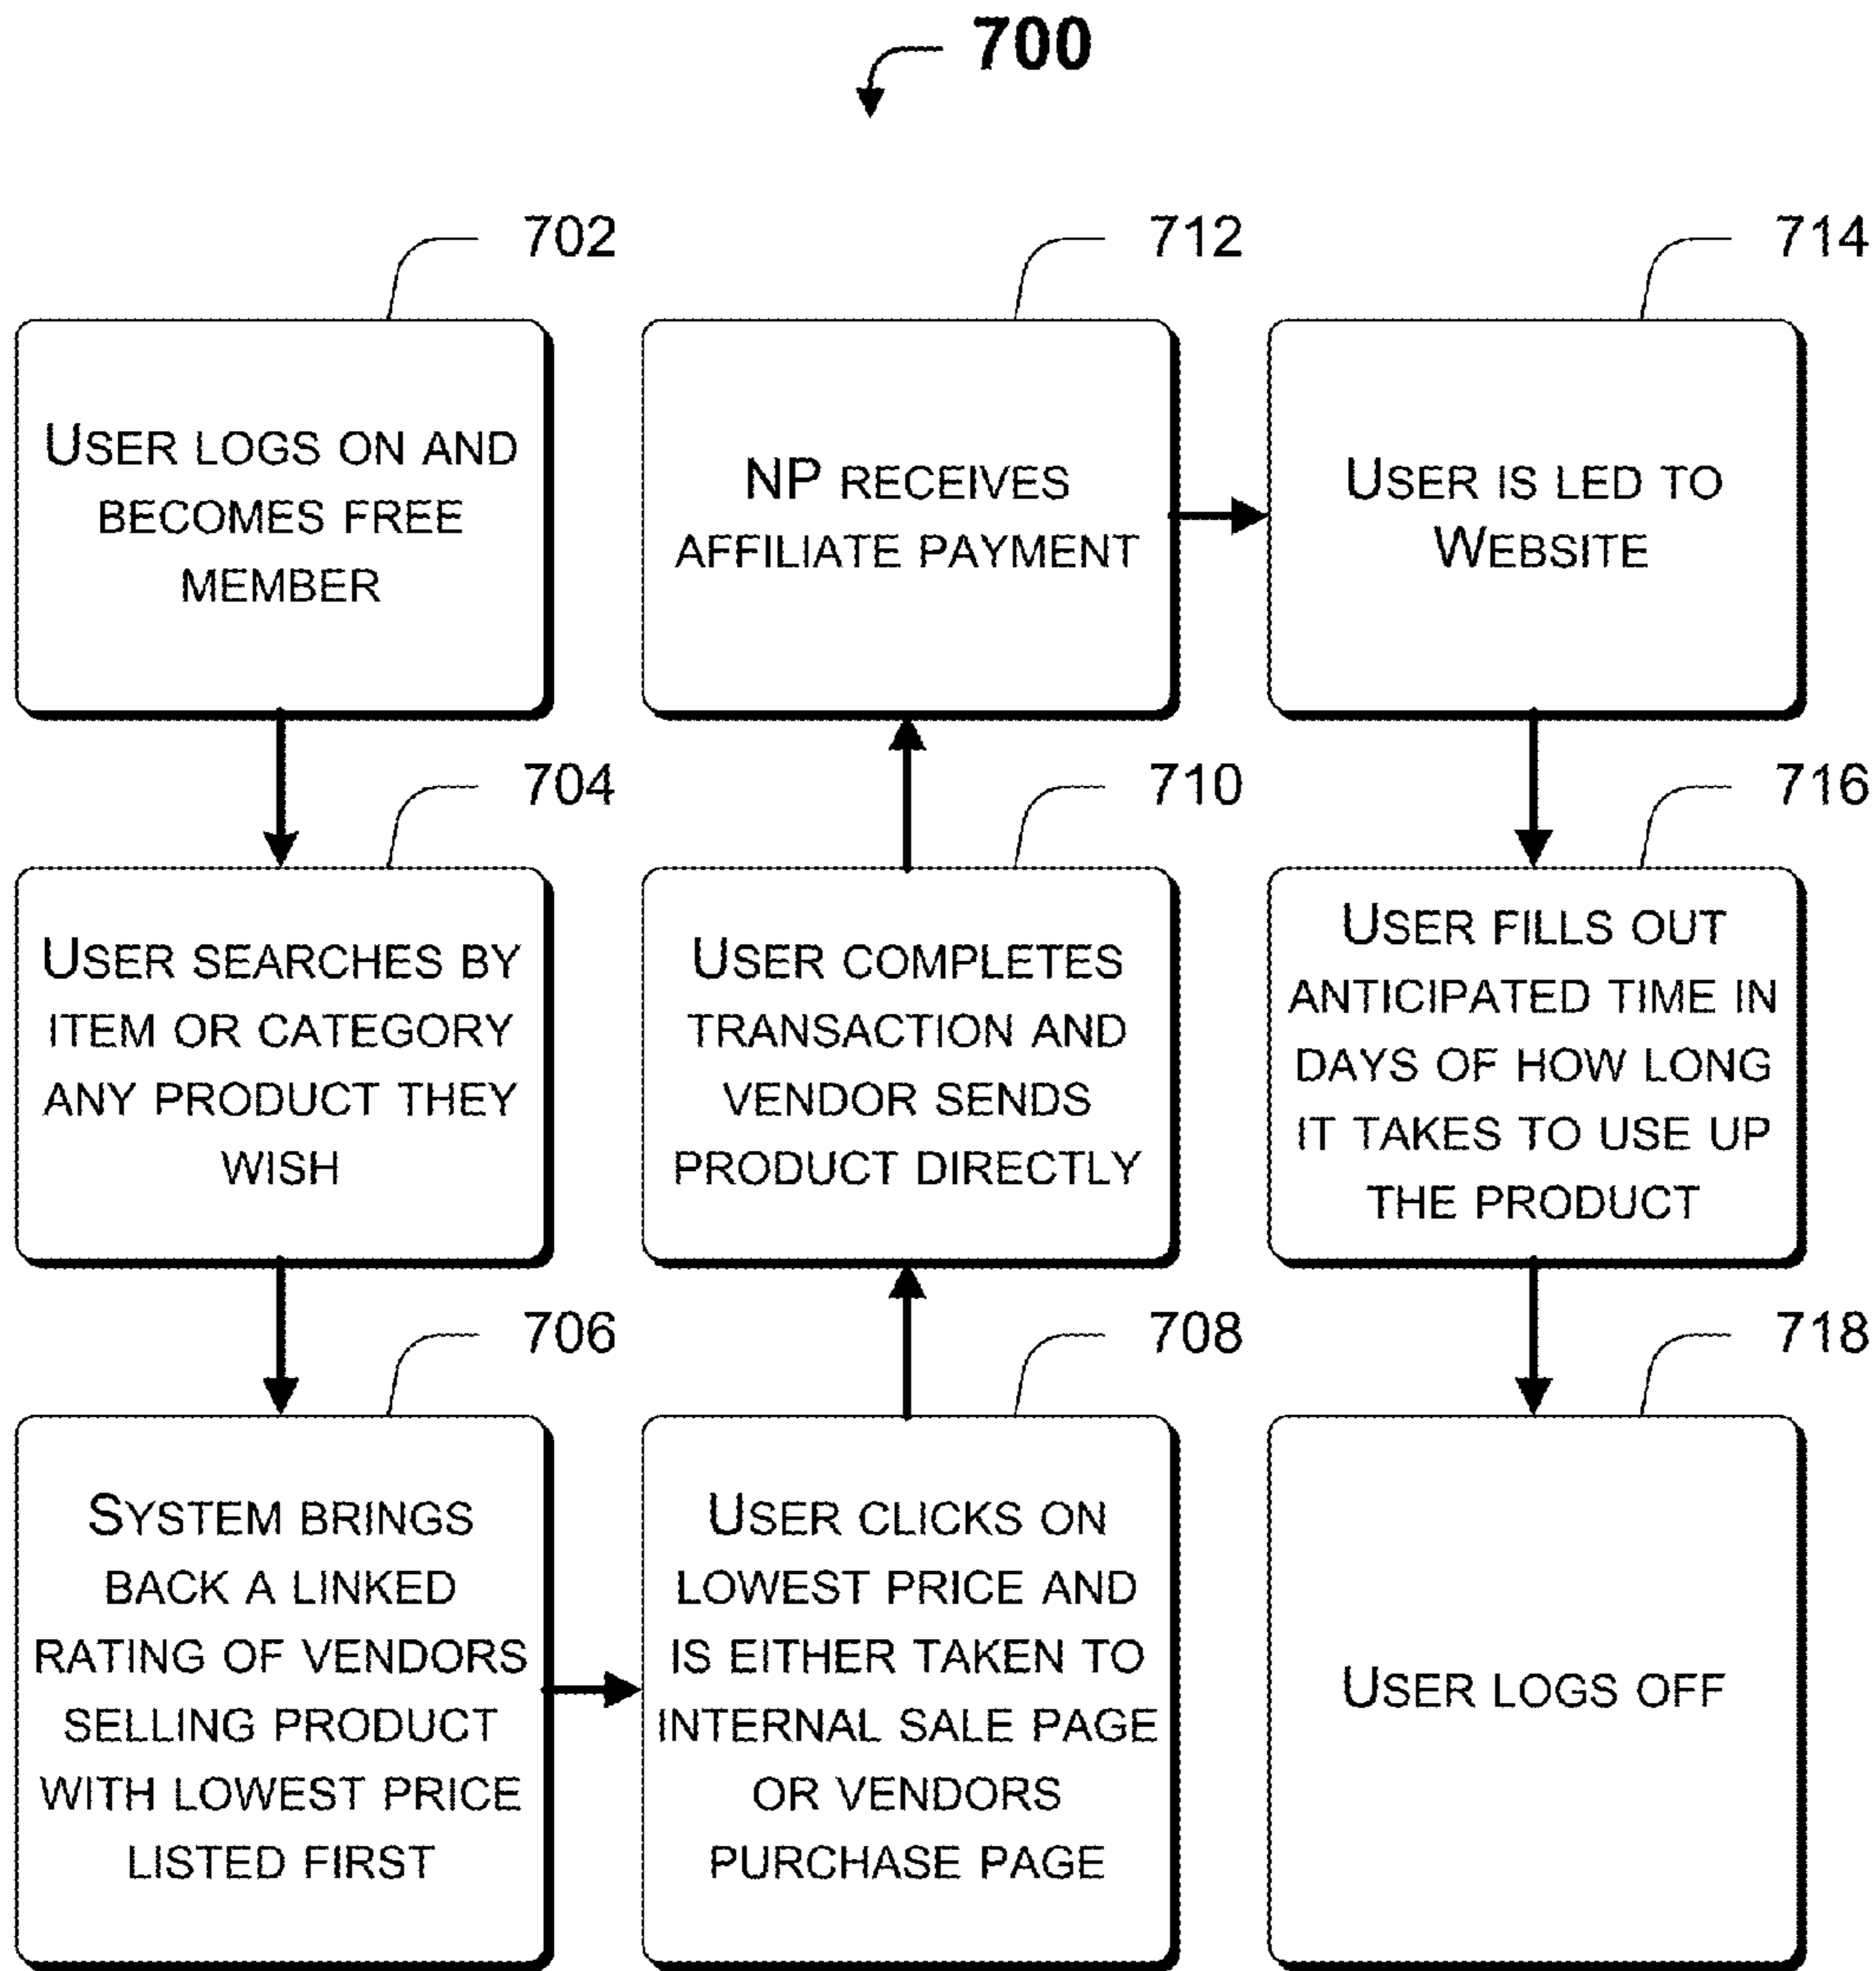 700
702
USER LOGS ON AND
BECOMES FREE
MEMBER
704
USER SEARCHES BY
ITEM OR CATEGORY
ANY PRODUCT THEY
WISH
706
SYSTEM BRINGS
BACK A LINKED
RATING OF VENDORS
SELLING PRODUCT
WITH LOWEST PRICE
LISTED FIRST
708
USER CLICKS ON
LOWEST PRICE AND
IS EITHER TAKEN TO
INTERNAL SALE PAGE
OR VENDORS
PURCHASE PAGE
710
USER COMPLETES
TRANSACTION AND
VENDOR SENDS
PRODUCT DIRECTLY
712
NP RECEIVES
AFFILIATE PAYMENT
714
USER IS LED TO
WEBSITE
716
USER FILLS OUT
ANTICIPATED TIME IN
DAYS OF HOW LONG
IT TAKES TO USE UP
THE PRODUCT
718
USER LOGS OFF